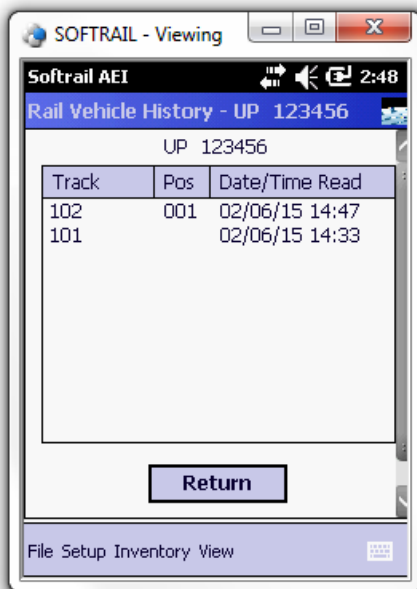 SOFTRAIL - Viewing
Softrail AEI 2:48
Rail Vehicle History - UP 123456
UP 123456
Track Pos Date/Time Read
102 001 02/06/15 14:47
101 02/06/15 14:33
Return
File Setup Inventory View